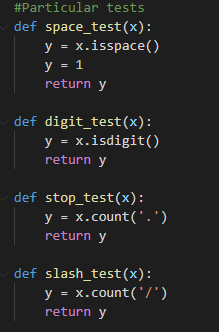 #Particular tests
def space_test(x):
    y = x.isspace()
    y = 1
    return y
def digit_test(x):
    y = x.isdigit()
    return y
def stop_test(x):
    y = x.count('.')
    return y
def slash_test(x):
    y = x.count('/')
    return y